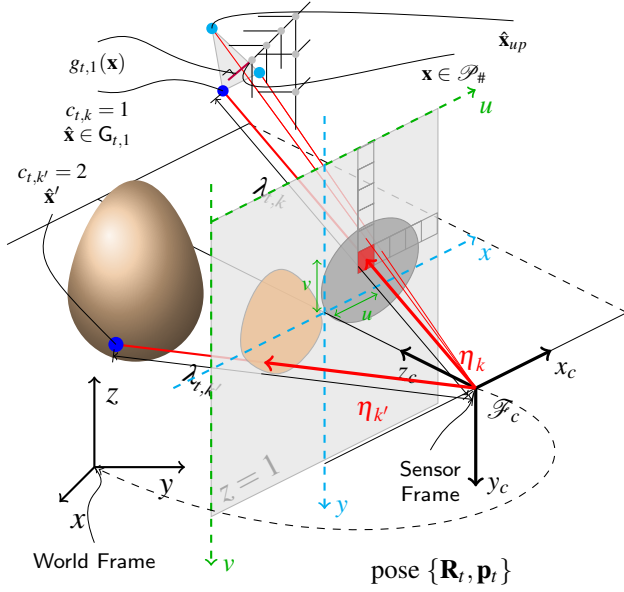 x̂_{up}
g_{t,1}(𝐱)
𝐱 ∈ 𝒫_#
c_{t,k} = 1
x̂ ∈ G_{t,1}
u
c_{t,k'} = 2
x̂'
λ_{t,k}
x
v
u
η_k
z_c
x_c
λ_{t,k'}
z
η_{k'}
ℱ_c
z = 1
Sensor
Frame
y
y_c
x
y
World Frame
v
pose {𝐑_t, 𝐩_t}